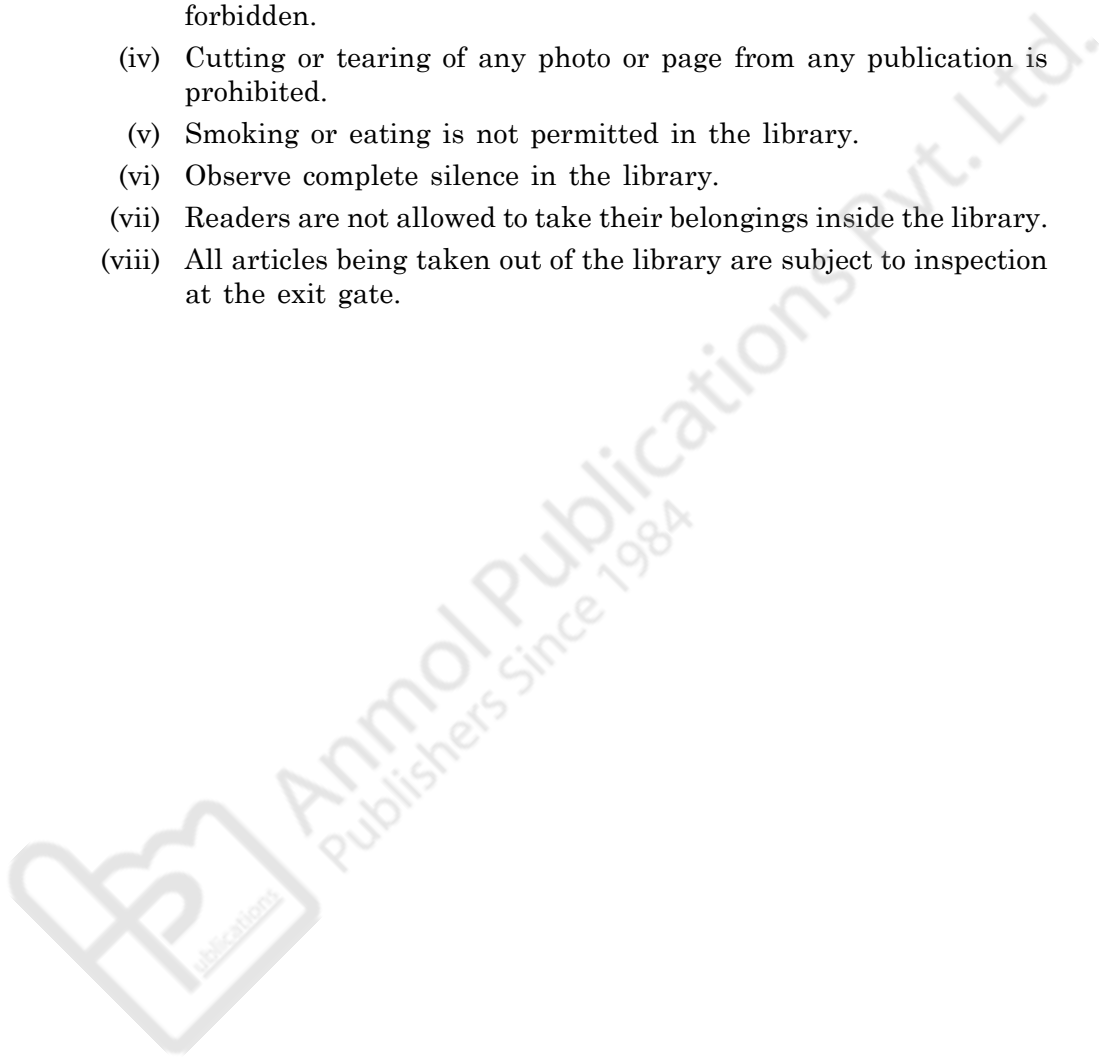 forbidden.
(iv) Cutting or tearing of any photo or page from any publication is
prohibited.
(v) Smoking or eating is not permitted in the library.
(vi) Observe complete silence in the library.
(vii) Readers are not allowed to take their belongings inside the library.
(viii) All articles being taken out of the library are subject to inspection
at the exit gate.
Anmol Publications Pvt. Ltd.
Publishers Since 1984
Publications